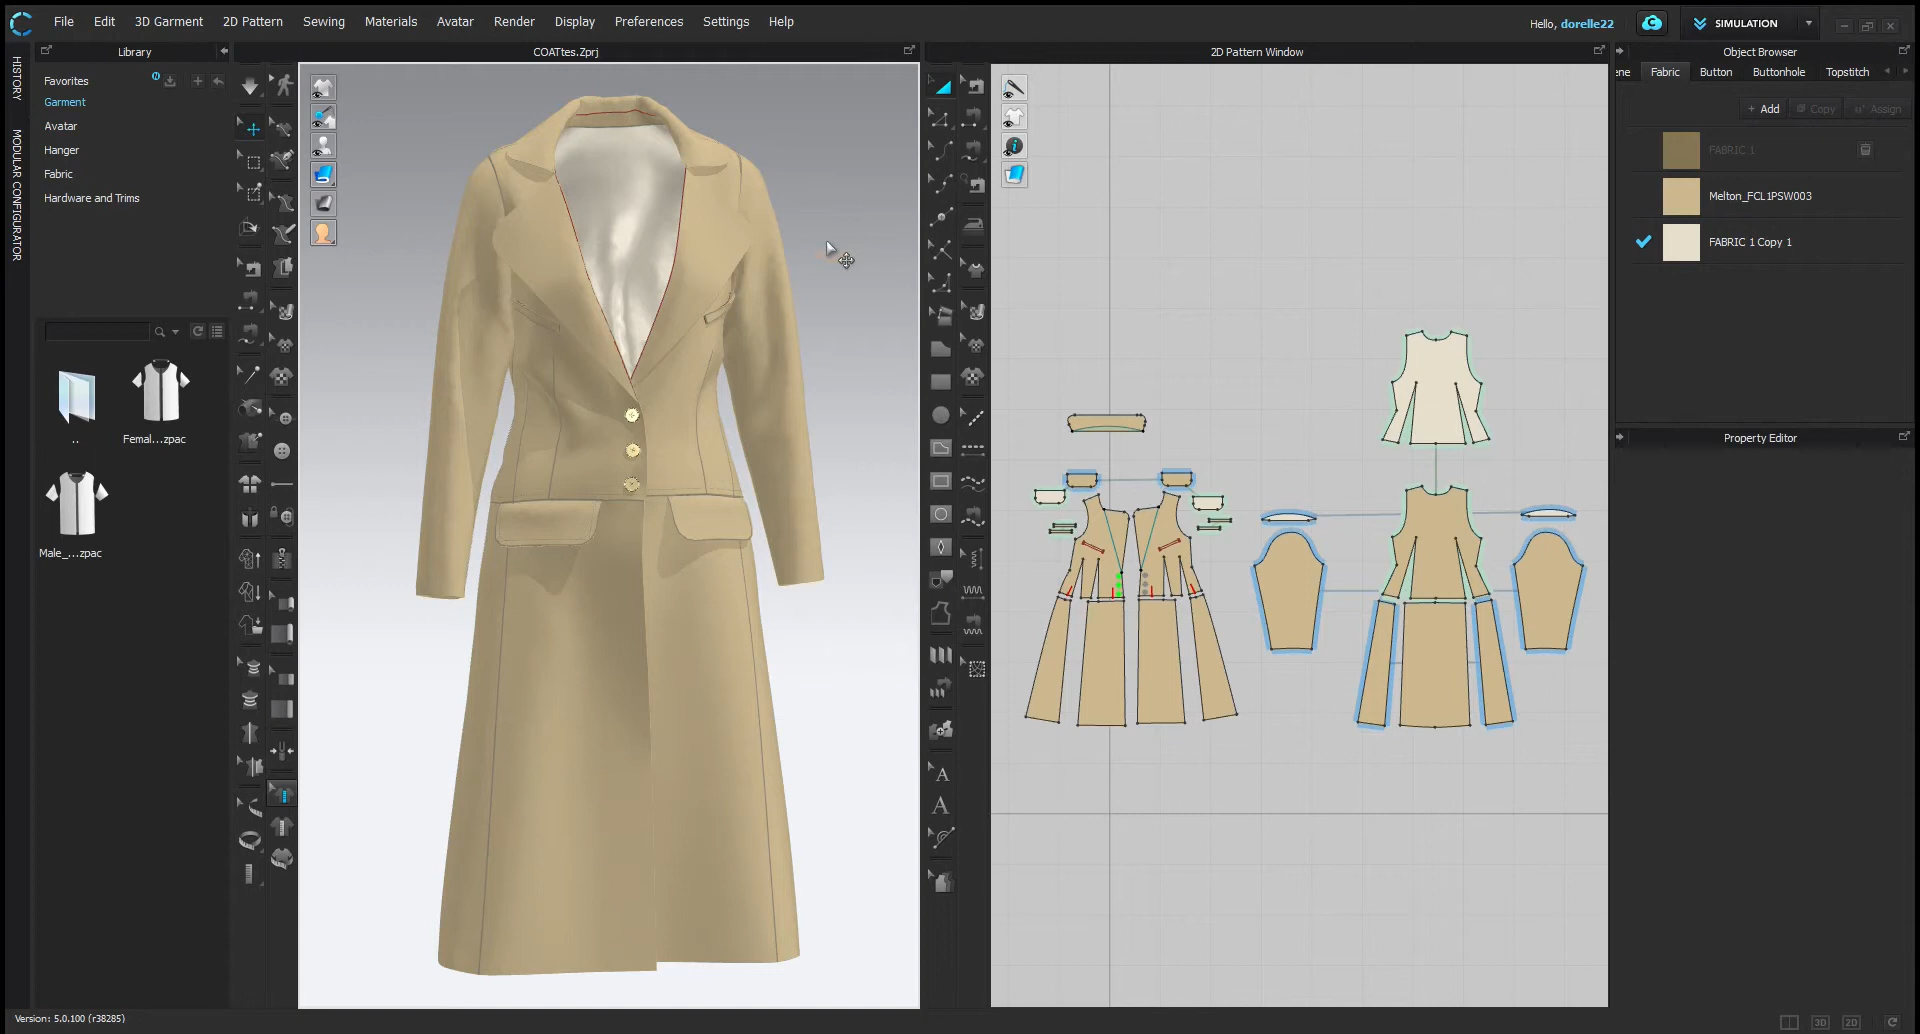 File Edit 3D Garment 2D Pattern Sewing Materials Avatar Render Display Preferences Settings Help
Hello, dorelle22
SIMULATION
Library
COATtes.Zprj
2D Pattern Window
Object Browser
HISTORY
MODULAR CONFIGURATOR
Favorites
Garment
Avatar
Hanger
Fabric
Hardware and Trims
..
Femal...zpac
Male_...zpac
ene Fabric Button Buttonhole Topstitch
+ Add Copy Assign
FABRIC 1
Melton_FCL1PSW003
FABRIC 1 Copy 1
Property Editor
A
A
Version: 5.0.100 (r38285)
3D 2D